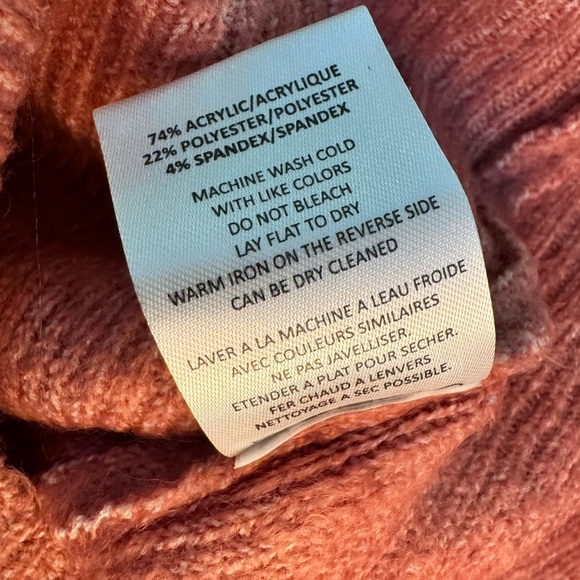 74% ACRYLIC/ACRYLIQUE
22% POLYESTER/POLYESTER
4% SPANDEX/SPANDEX
MACHINE WASH COLD
WITH LIKE COLORS
DO NOT BLEACH
LAY FLAT TO DRY
WARM IRON ON THE REVERSE SIDE
CAN BE DRY CLEANED
LAVER A LA MACHINE A LEAU FROIDE
AVEC COULEURS SIMILAIRES
NE PAS JAVELLISER.
ETENDER A PLAT POUR SECHER.
FER CHAUD A LENVERS
NETTOYAGE A SEC POSSIBLE.